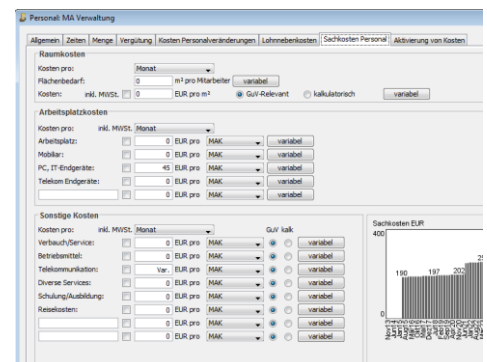 Personal: MA Verwaltung
Allgemein Zeiten Menge Vergütung Kosten Personalveränderungen Lohnnebenkosten Sachkosten Personal Aktivierung von Kosten
Raumkosten
Kosten pro: Monat
Flächenbedarf: 0 m² pro Mitarbeiter variabel
Kosten: inkl. MWSt. 0 EUR pro m² GuV-Relevant kalkulatorisch variabel
Arbeitsplatzkosten
Kosten pro: inkl. MWSt. Monat
Arbeitsplatz: 0 EUR pro MAK variabel
Mobiliar: 0 EUR pro MAK variabel
PC, IT-Endgeräte: 45 EUR pro MAK variabel
Telekom Endgeräte: 0 EUR pro MAK variabel
0 EUR pro MAK variabel
Sonstige Kosten
Kosten pro: inkl. MWSt. Monat GuV kalk
Verbauch/Service: 0 EUR pro MAK variabel
Betriebsmittel: 0 EUR pro MAK variabel
Telekommunikation: Var. EUR pro MAK variabel
Diverse Services: 0 EUR pro MAK variabel
Schulung/Ausbildung: 0 EUR pro MAK variabel
Reisekosten: 0 EUR pro MAK variabel
0 EUR pro MAK variabel
0 EUR pro MAK variabel
Sachkosten EUR
400
190 197 202
0